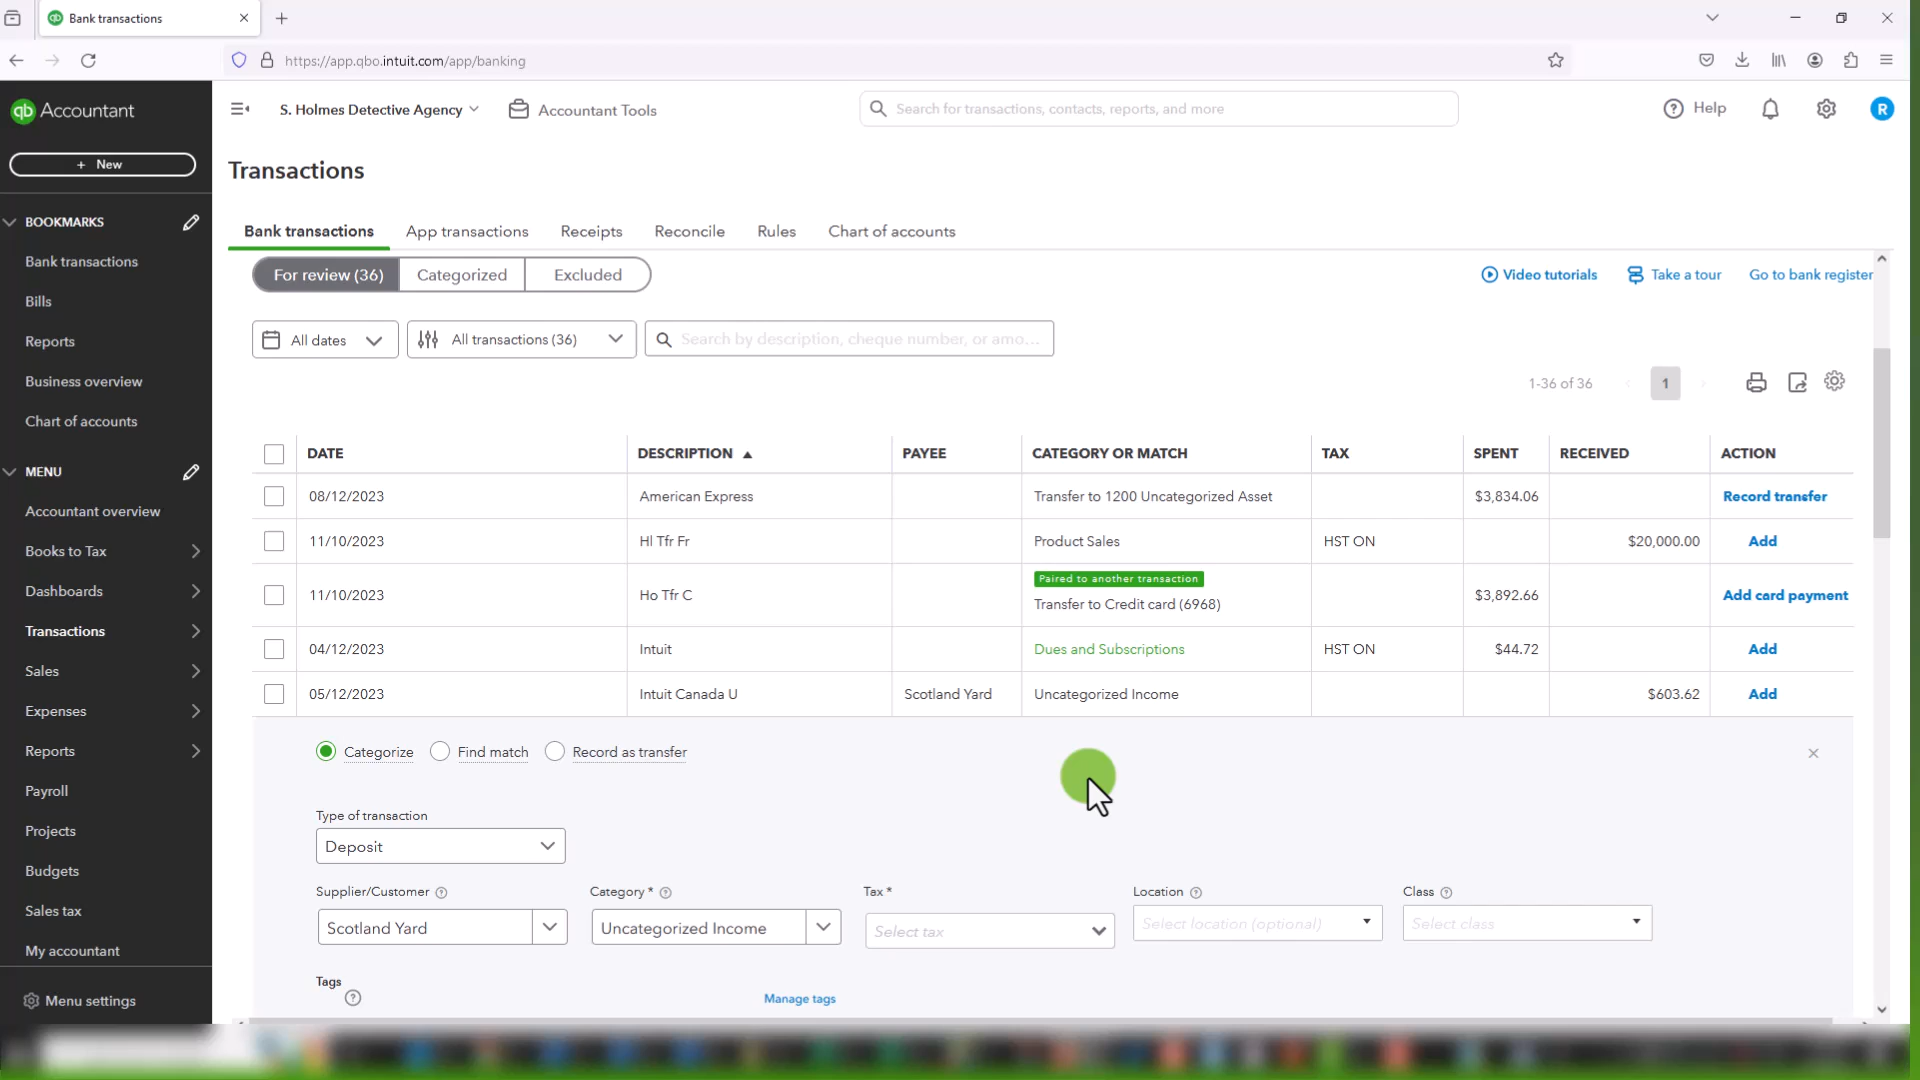 Bank transactions
https://app.qbo.intuit.com/app/banking
qb Accountant
S. Holmes Detective Agency
Accountant Tools
Search for transactions, contacts, reports, and more
Help
R
+ New
Transactions
BOOKMARKS
Bank transactions
Bills
Reports
Business overview
Chart of accounts
MENU
Accountant overview
Books to Tax
Dashboards
Transactions
Sales
Expenses
Reports
Payroll
Projects
Budgets
Sales tax
My accountant
Menu settings
Bank transactions App transactions Receipts Reconcile Rules Chart of accounts
For review (36) Categorized Excluded
Video tutorials Take a tour Go to bank register
All dates All transactions (36) Search by description, cheque number, or amo...
1-36 of 36 1
DATE DESCRIPTION PAYEE CATEGORY OR MATCH TAX SPENT RECEIVED ACTION
08/12/2023 American Express Transfer to 1200 Uncategorized Asset $3,834.06 Record transfer
11/10/2023 Hl Tfr Fr Product Sales HST ON $20,000.00 Add
Paired to another transaction
11/10/2023 Ho Tfr C Transfer to Credit card (6968) $3,892.66 Add card payment
04/12/2023 Intuit Dues and Subscriptions HST ON $44.72 Add
05/12/2023 Intuit Canada U Scotland Yard Uncategorized Income $603.62 Add
Categorize Find match Record as transfer
Type of transaction
Deposit
Supplier/Customer Category * Tax * Location Class
Scotland Yard Uncategorized Income Select tax Select location (optional) Select class
Tags
Manage tags